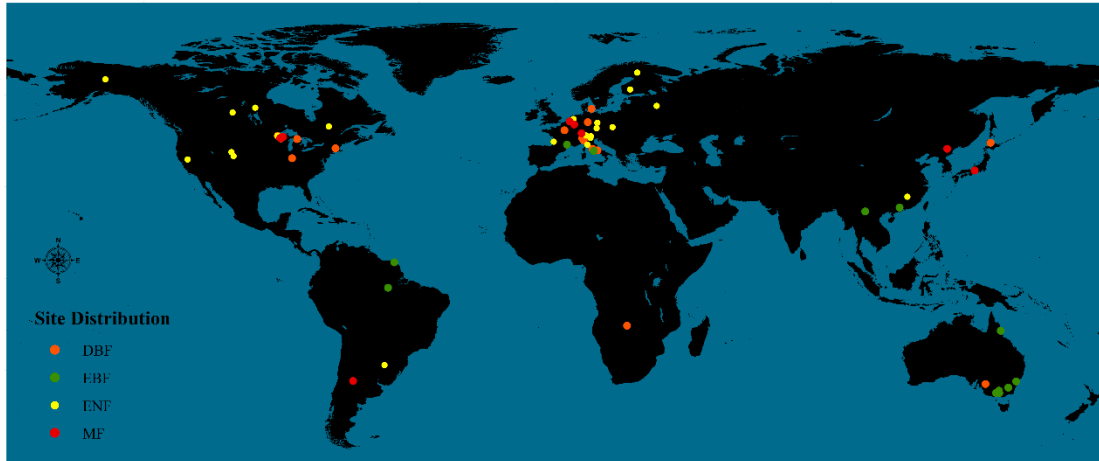 N
W E
S
Site Distribution
DBF
EBF
ENF
MF